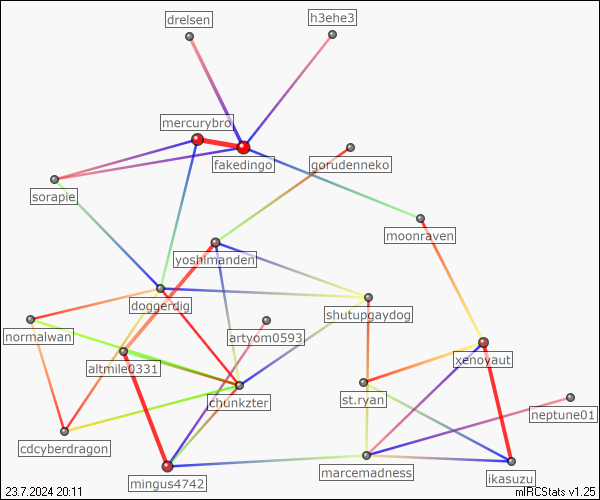 drelsen
h3ehe3
mercurybro
fakedingo
gorudenneko
sorapie
moonraven
yoshimanden
doggerdig
shutupgaydog
normalwan
artyom0593
altmile0331
xenoyaut
chunkzter
st.ryan
neptune01
cdcyberdragon
marcemadness
ikasuzu
mingus4742
23.7.2024 20:11
mIRCStats v1.25